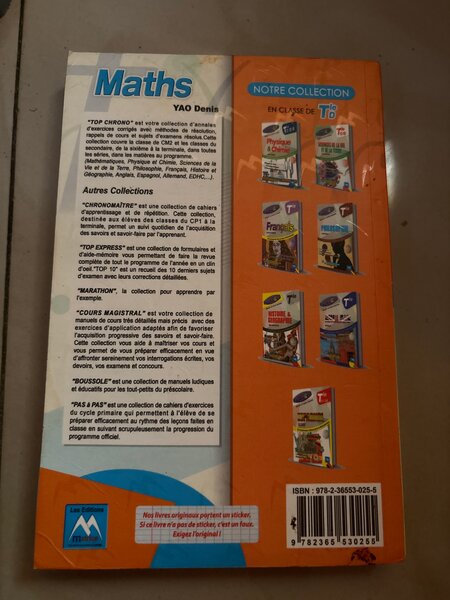 Maths
YAO Denis
"TOP CHRONO" est votre collection d'annales
d'exercices corrigés avec méthodes de résolution,
rappels de cours et sujets d'examens résolus.Cette
collection couvre la classe de CM2 et les classes du
secondaire, de la sixième à la terminale, dans toutes
les séries, dans les matières au programme.
(Mathématiques, Physique et Chimie, Sciences de la
Vie et de la Terre, Philosophie, Français, Histoire et
Géographie, Anglais, Espagnol, Allemand, EDHC,...).
Autres Collections
"CHRONOMAÎTRE" est une collection de cahiers
d'apprentissage et de répétition. Cette collection,
destinée aux élèves des classes du CP1 à la
terminale, permet un suivi quotidien de l'acquisition
des savoirs et savoir-faire par l'apprenant.
"TOP EXPRESS" est une collection de formulaires et
d'aide-mémoire vous permettant de faire la revue
complète de tout le programme de l'année en un clin
d'oeil."TOP 10" est un recueil des 10 derniers sujets
d'examen avec leurs corrections détaillées.
"MARATHON", la collection pour apprendre par
l'exemple.
"COURS MAGISTRAL" est votre collection de
manuels de cours très détaillés mais précis avec des
exercices d'application adaptés afin de favoriser
l'acquisition progressive des savoirs et savoir-faire.
Cette collection vous aide à maîtriser vos cours et
vous permet de vous préparer efficacement en vue
d'affronter sereinement vos interrogations écrites, vos
devoirs, vos examens et concours.
"BOUSSOLE" est une collection de manuels ludiques
et éducatifs pour les tout-petits du préscolaire.
"PAS à PAS" est une collection de cahiers d'exercices
du cycle primaire qui permettent à l'élève de se
préparer efficacement au rythme des leçons faites en
classe en suivant scrupuleusement la progression du
programme officiel.
NOTRE COLLECTION
EN CLASSE DE Tle D
Physique
& Chimie
SCIENCES DE LA VIE
ET DE LA TERRE
Français
PHILOSOPHIE
HISTOIRE &
GEOGRAPHIE
Les Editions
Nos livres originaux portent un sticker,
Si ce livre n'a pas de sticker, c'est un faux.
Exigez l'original !
ISBN : 978-2-36553-025-5
9 782365 530255